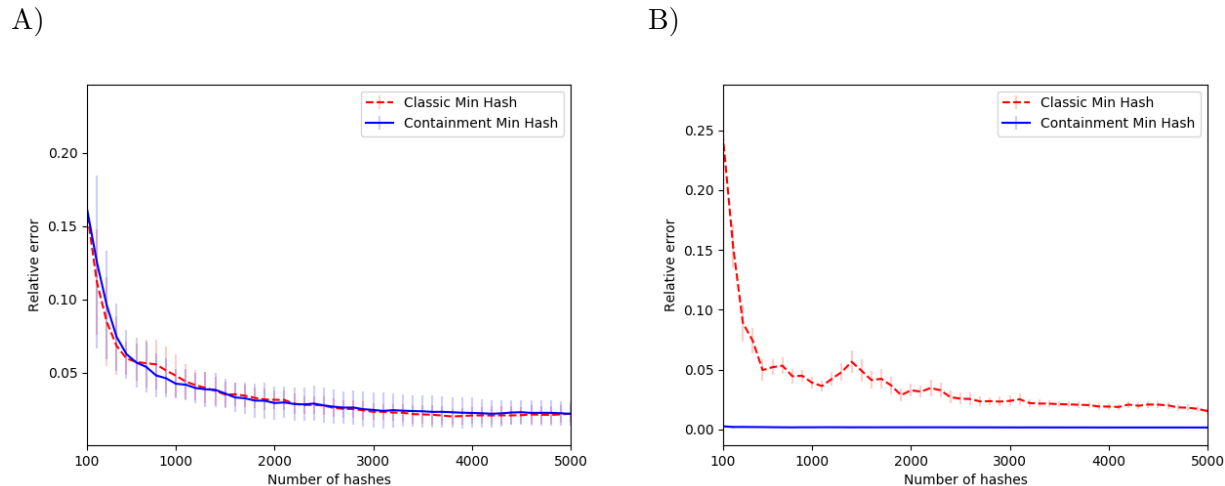 A)
Classic Min Hash
Containment Min Hash
0.20
0.15
0.10
0.05
Relative error
100
1000
2000
3000
4000
5000
Number of hashes
B)
Classic Min Hash
Containment Min Hash
0.25
0.20
0.15
0.10
0.05
0.00
Relative error
100
1000
2000
3000
4000
5000
Number of hashes